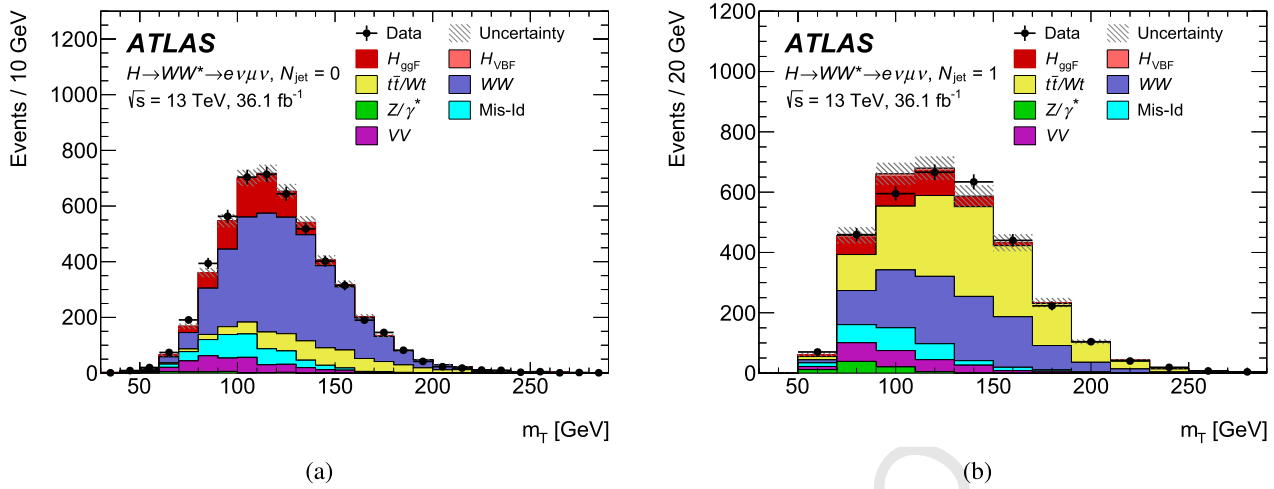 Events / 10 GeV
1200
1000
800
600
400
200
0
ATLAS
H→WW*→eνμν, N_jet = 0
√s = 13 TeV, 36.1 fb⁻¹
Data
Uncertainty
H_ggF
H_VBF
tt̄/Wt
WW
Z/γ*
Mis-Id
VV
50
100
150
200
250
m_T [GeV]
(a)
Events / 20 GeV
1200
1000
800
600
400
200
0
ATLAS
H→WW*→eνμν, N_jet = 1
√s = 13 TeV, 36.1 fb⁻¹
Data
Uncertainty
H_ggF
H_VBF
tt̄/Wt
WW
Z/γ*
Mis-Id
VV
50
100
150
200
250
m_T [GeV]
(b)